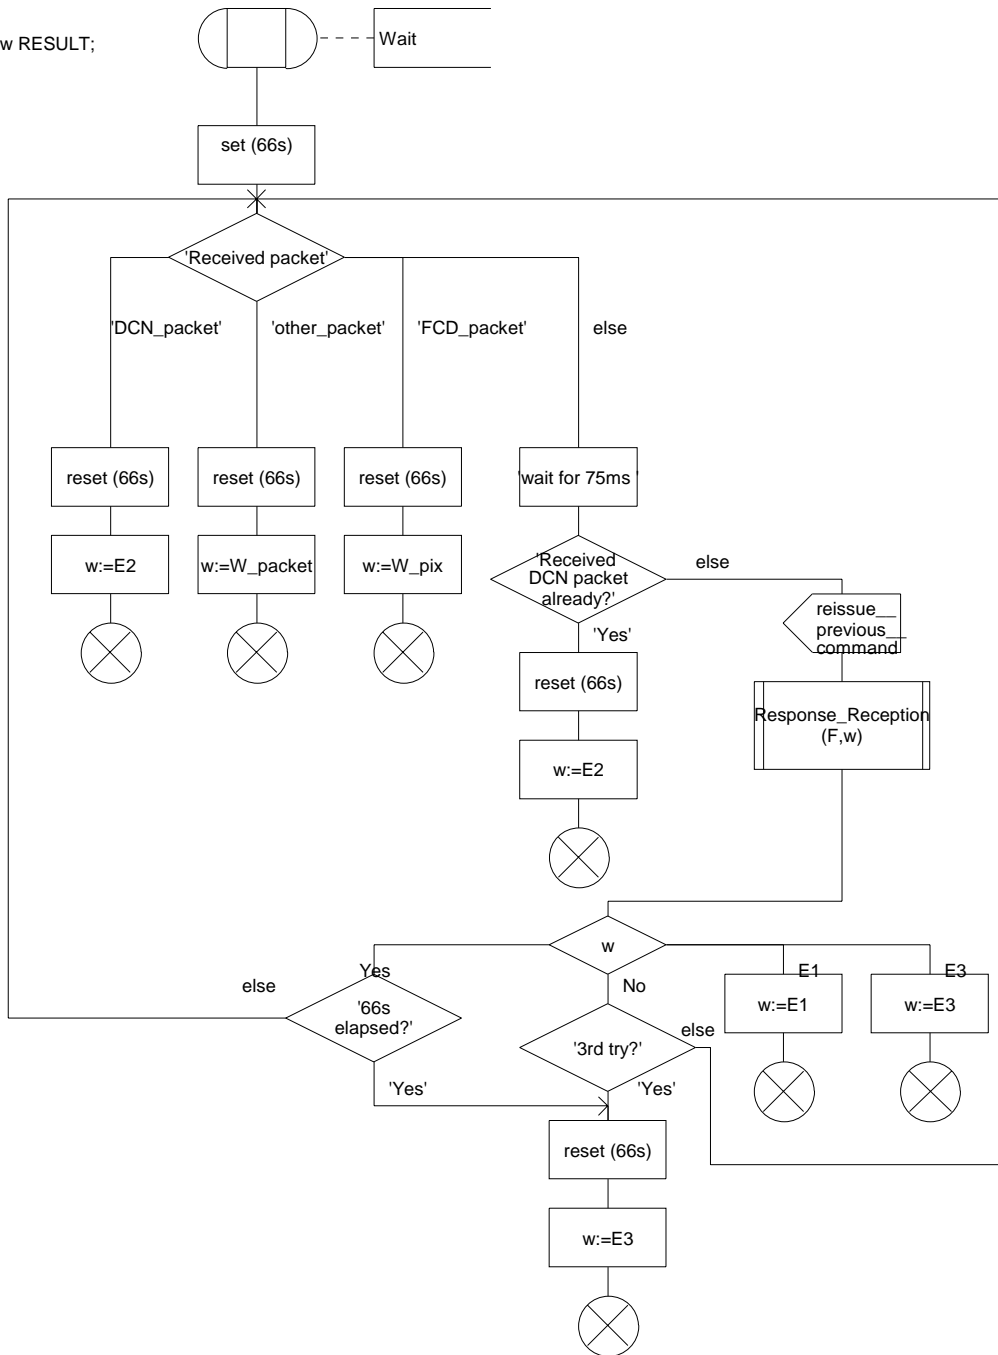 w RESULT;
Wait
set (66s)
'Received packet'
'DCN_packet'
'other_packet'
'FCD_packet'
else
reset (66s)
reset (66s)
reset (66s)
'wait for 75ms '
w:=E2
w:=W_packet
w:=W_pix
'Received
DCN packet
already?'
else
reissue__
previous__
command
'Yes'
reset (66s)
Response_Reception
(F,w)
w:=E2
w
Yes
else
No
E1
E3
'66s
elapsed?'
'3rd try?'
else
w:=E1
w:=E3
'Yes'
'Yes'
reset (66s)
w:=E3